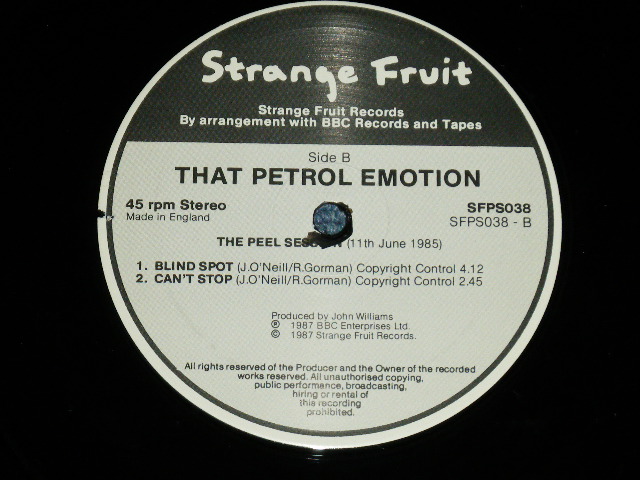 Strange Fruit
Strange Fruit Records
By arrangement with BBC Records and Tapes
Side B
THAT PETROL EMOTION
45 rpm Stereo
Made in England
SFPS038
SFPS038 - B
THE PEEL (11th June 1985)
1. BLIND SPOT (J.O'Neill/R.Gorman) Copyright Control 4.12
2. CAN'T STOP (J.O'Neill/R.Gorman) Copyright Control 2.45
Produced by John Williams
℗ 1987 BBC Enterprises Ltd.
© 1987 Strange Fruit Records.
All rights reserved of the Producer and the Owner of the recorded
works reserved. All unauthorised copying,
public performance, broadcasting,
hiring or rental of
this recording
prohibited.